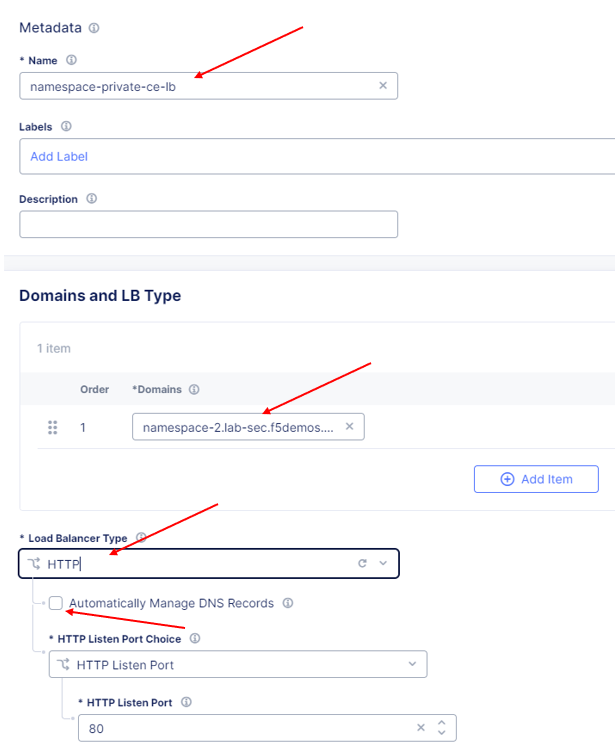 Metadata
* Name
namespace-private-ce-lb
Labels
Add Label
Description
Domains and LB Type
1 item
Order *Domains
1 namespace-2.lab-sec.f5demos....
Add Item
* Load Balancer Type
HTTP
Automatically Manage DNS Records
* HTTP Listen Port Choice
HTTP Listen Port
* HTTP Listen Port
80